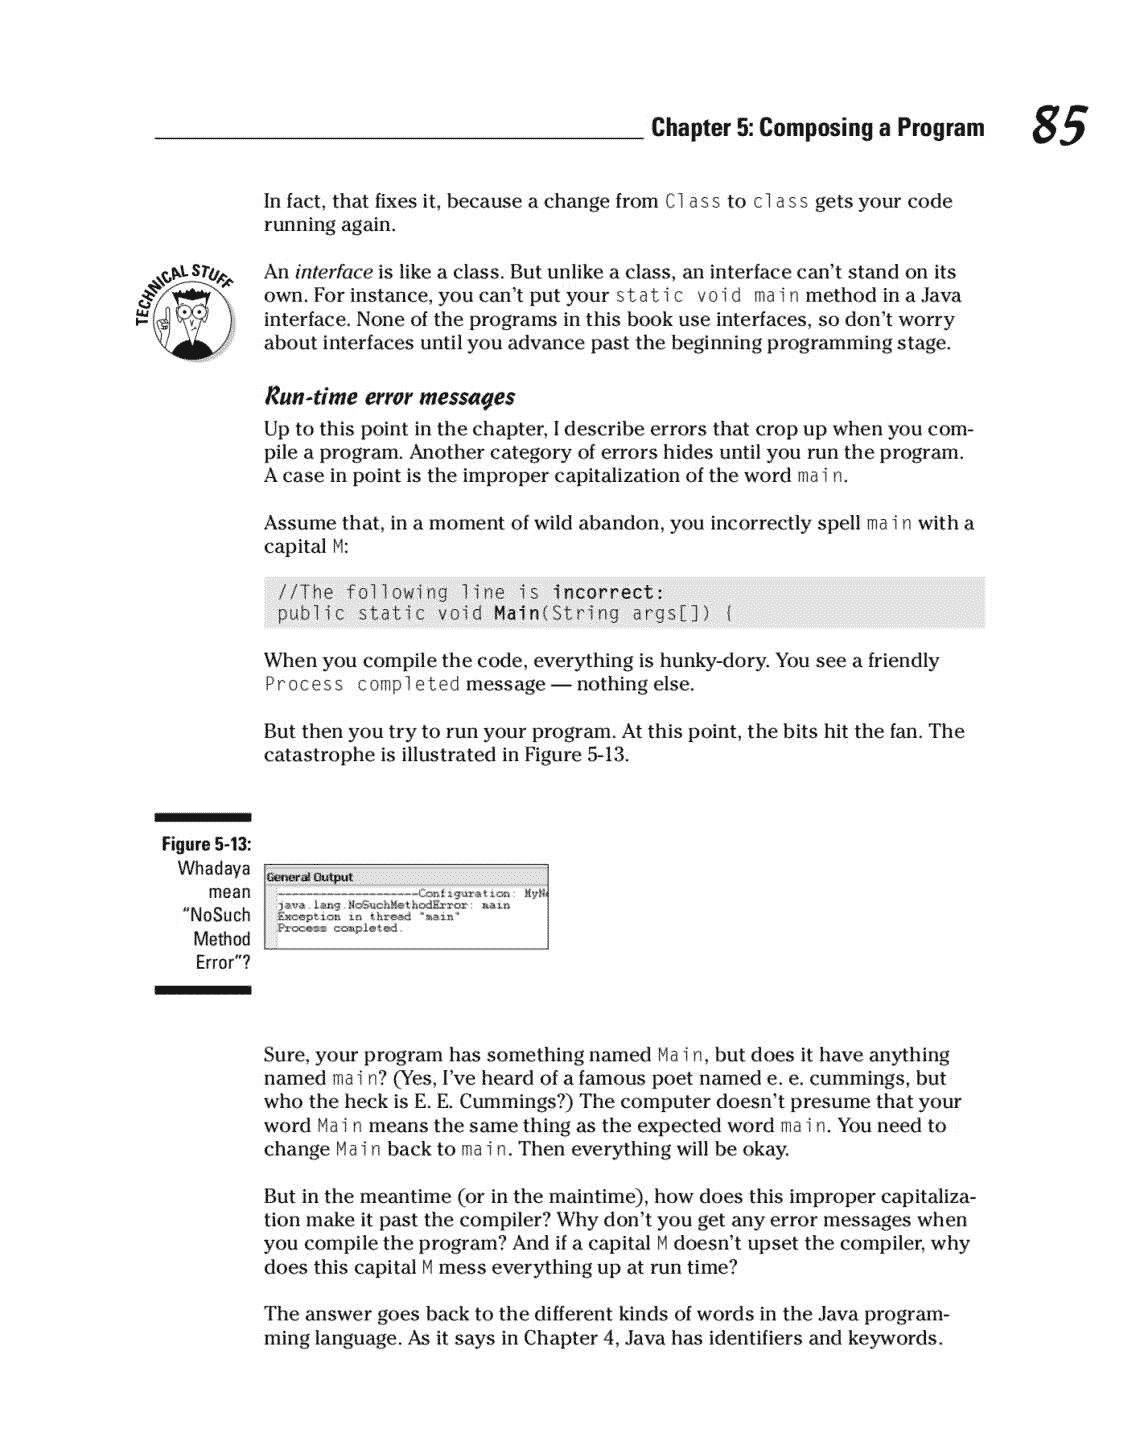 Chapter 5: Composing a Program 85
In fact, that fixes it, because a change from Class to class gets your code
running again.
TECHNICAL STUFF
An interface is like a class. But unlike a class, an interface can't stand on its
own. For instance, you can't put your static void main method in a Java
interface. None of the programs in this book use interfaces, so don't worry
about interfaces until you advance past the beginning programming stage.
Run-time error messages
Up to this point in the chapter, I describe errors that crop up when you com-
pile a program. Another category of errors hides until you run the program.
A case in point is the improper capitalization of the word main.
Assume that, in a moment of wild abandon, you incorrectly spell main with a
capital M:
//The following line is incorrect:
public static void Main(String args[]) {
When you compile the code, everything is hunky-dory. You see a friendly
Process completed message — nothing else.
But then you try to run your program. At this point, the bits hit the fan. The
catastrophe is illustrated in Figure 5-13.
Figure 5-13:
Whadaya
mean
“NoSuch
Method
Error”?
General Output
--------------------Configuration: MyNe
java.lang.NoSuchMethodError: main
Exception in thread "main"
Process completed.
Sure, your program has something named Main, but does it have anything
named main? (Yes, I've heard of a famous poet named e. e. cummings, but
who the heck is E. E. Cummings?) The computer doesn't presume that your
word Main means the same thing as the expected word main. You need to
change Main back to main. Then everything will be okay.
But in the meantime (or in the maintime), how does this improper capitaliza-
tion make it past the compiler? Why don't you get any error messages when
you compile the program? And if a capital M doesn't upset the compiler, why
does this capital M mess everything up at run time?
The answer goes back to the different kinds of words in the Java program-
ming language. As it says in Chapter 4, Java has identifiers and keywords.